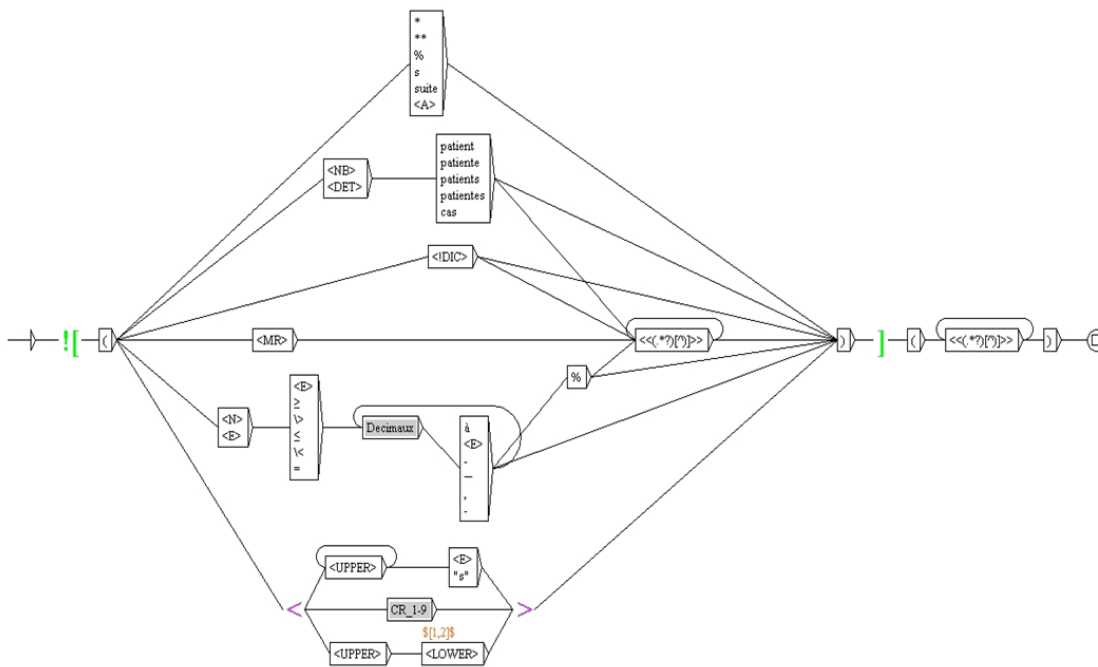 *
**
%
s
suite
<A>
<NB>
<DET>
patient
patiente
patients
patientes
cas
<!DIC>
![
(
<MR>
<<(.*?)[^)]>>
)
]
(
<<(.*?)[^)]>>
)
%
<N>
<E>
<E>
≥
\>
≤
\<
=
Decimaux
à
<E>
-
—
,
-
<UPPER>
<E>
"s"
<
CR_1-9
>
$[1,2]$
<UPPER>
<LOWER>